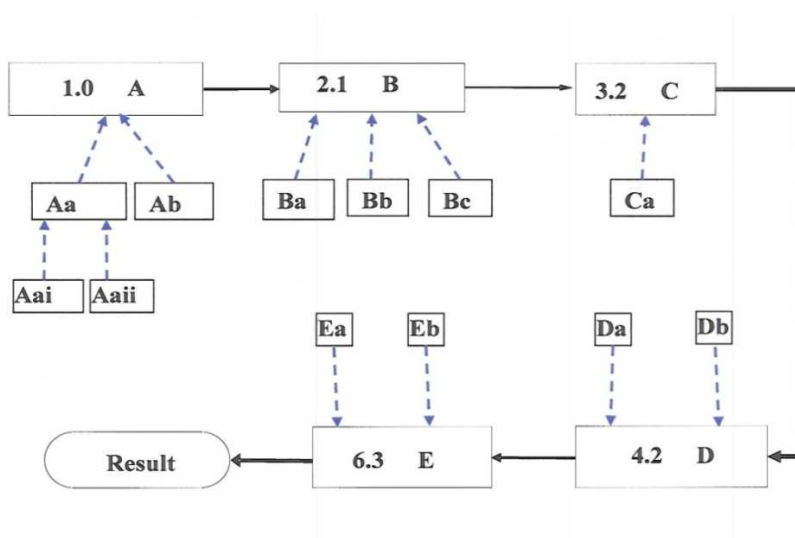 1.0 A
2.1 B
3.2 C
Aa
Ab
Ba
Bb
Bc
Ca
Aai
Aaii
Ea
Eb
Da
Db
Result
6.3 E
4.2 D